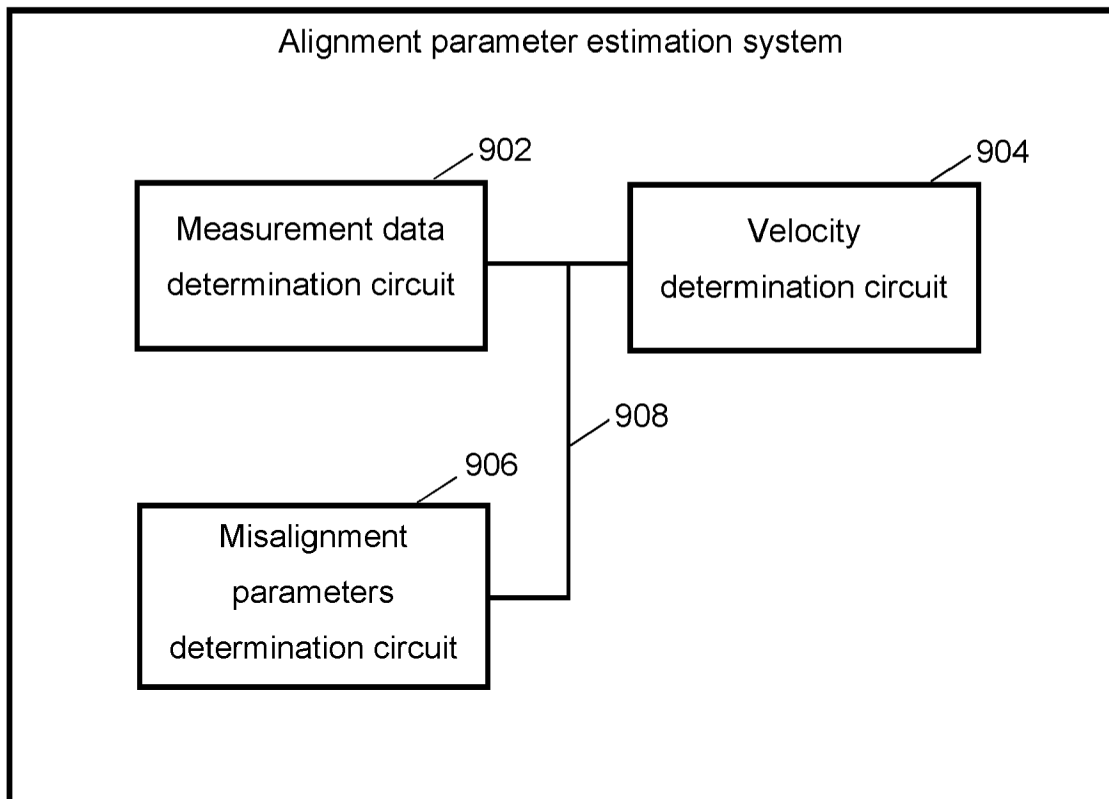 Alignment parameter estimation system
902
904
Measurement data
determination circuit
Velocity
determination circuit
908
906
Misalignment
parameters
determination circuit